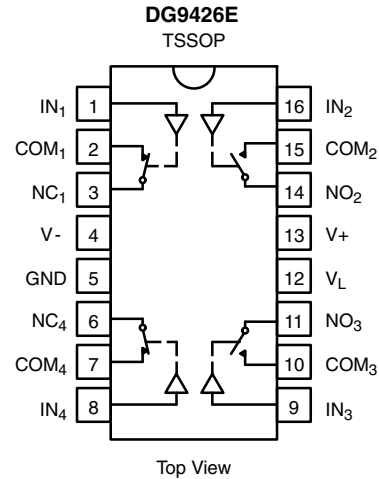 DG9426E
TSSOP
IN1 1 16 IN2
COM1 2 15 COM2
NC1 3 14 NO2
V- 4 13 V+
GND 5 12 VL
NC4 6 11 NO3
COM4 7 10 COM3
IN4 8 9 IN3
Top View